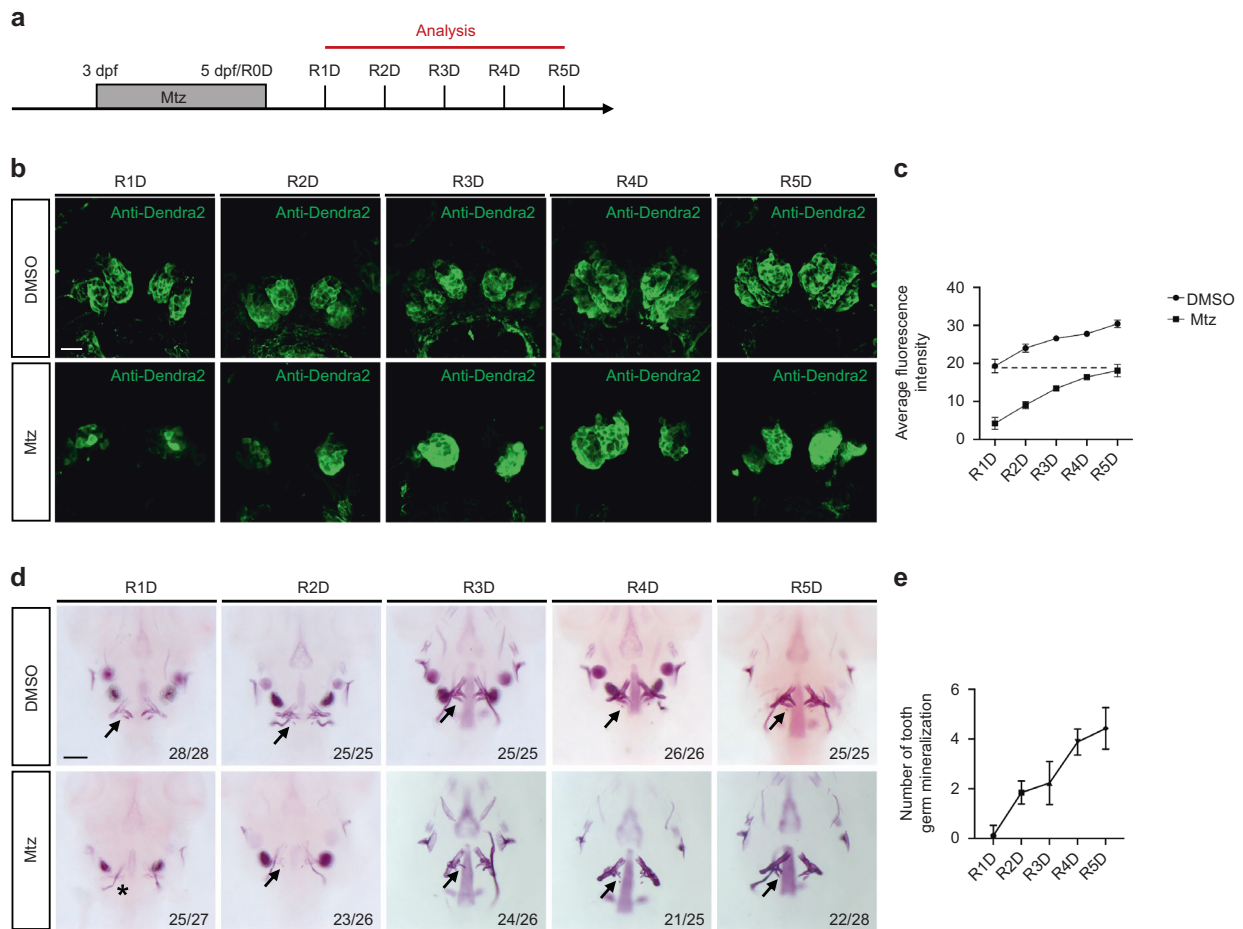 a
Analysis
3 dpf 5 dpf/R0D R1D R2D R3D R4D R5D
Mtz
b
R1D R2D R3D R4D R5D
DMSO
Anti-Dendra2 Anti-Dendra2 Anti-Dendra2 Anti-Dendra2 Anti-Dendra2
Mtz
Anti-Dendra2 Anti-Dendra2 Anti-Dendra2 Anti-Dendra2 Anti-Dendra2
c
Average fluorescence
intensity
40
30
20
10
0
R1D R2D R3D R4D R5D
DMSO
Mtz
d
R1D R2D R3D R4D R5D
DMSO
28/28 25/25 25/25 26/26 25/25
Mtz
*
25/27 23/26 24/26 21/25 22/28
e
Number of tooth
germ mineralization
6
4
2
0
R1D R2D R3D R4D R5D